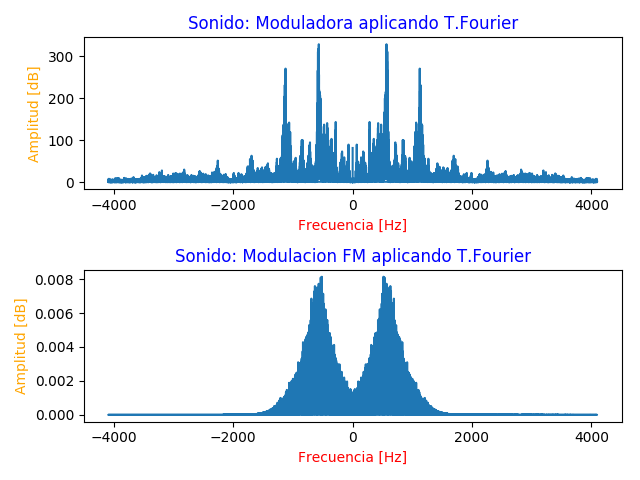 Sonido: Moduladora aplicando T.Fourier
Amplitud [dB]
300
200
100
0
−4000 −2000 0 2000 4000
Frecuencia [Hz]
Sonido: Modulacion FM aplicando T.Fourier
Amplitud [dB]
0.008
0.006
0.004
0.002
0.000
−4000 −2000 0 2000 4000
Frecuencia [Hz]